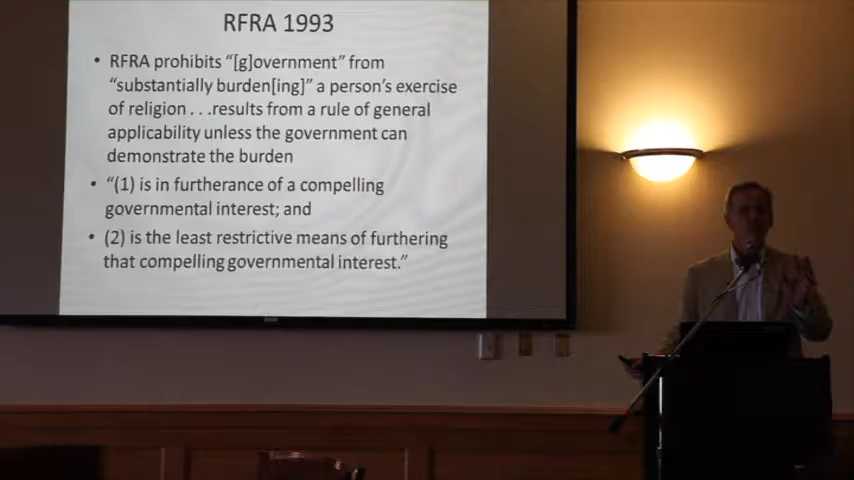 RFRA 1993
• RFRA prohibits “[g]overnment” from
“substantially burden[ing]” a person’s exercise
of religion . . .results from a rule of general
applicability unless the government can
demonstrate the burden
• “(1) is in furtherance of a compelling
governmental interest; and
• (2) is the least restrictive means of furthering
that compelling governmental interest.”